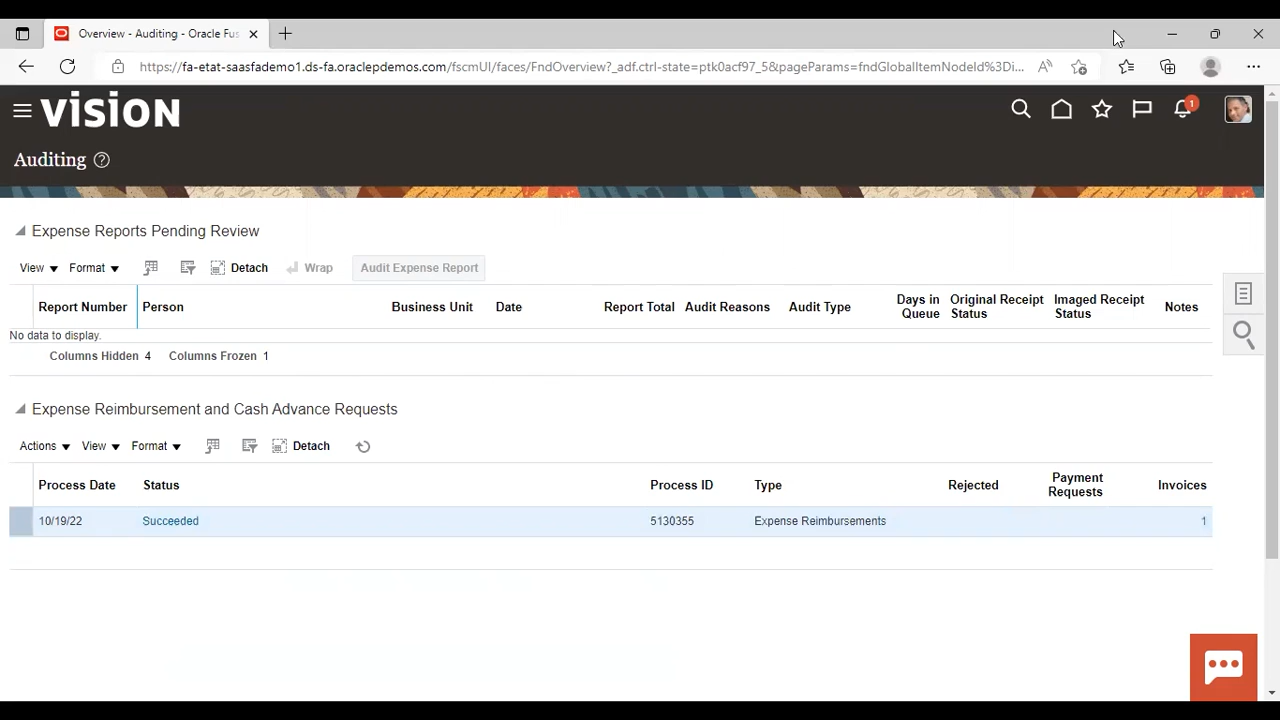 Overview - Auditing - Oracle Fus
https://fa-etat-saasfademo1.ds-fa.oraclepdemos.com/fscmUI/faces/FndOverview?_adf.ctrl-state=ptk0acf97_5&pageParams=fndGlobalItemNodeId%3Di...
VISION
1
Auditing ?
Expense Reports Pending Review
View Format Detach Wrap Audit Expense Report
Report Number Person Business Unit Date Report Total Audit Reasons Audit Type Days in Queue Original Receipt Status Imaged Receipt Status Notes
No data to display.
Columns Hidden 4 Columns Frozen 1
Expense Reimbursement and Cash Advance Requests
Actions View Format Detach
Process Date Status Process ID Type Rejected Payment Requests Invoices
10/19/22 Succeeded 5130355 Expense Reimbursements 1